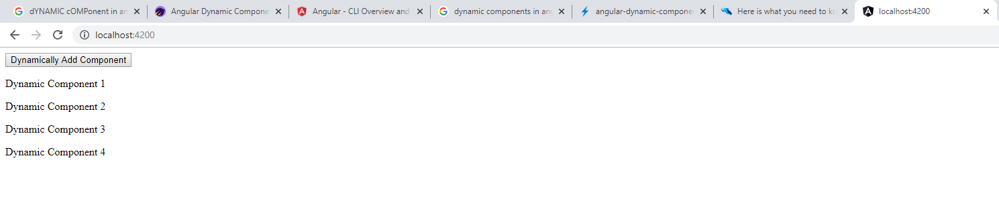 dYNAMIC cOMPonent in an
Angular Dynamic Compone
Angular - CLI Overview and
dynamic components in ang
angular-dynamic-componen
Here is what you need to kn
localhost:4200
localhost:4200
Dynamically Add Component
Dynamic Component 1
Dynamic Component 2
Dynamic Component 3
Dynamic Component 4